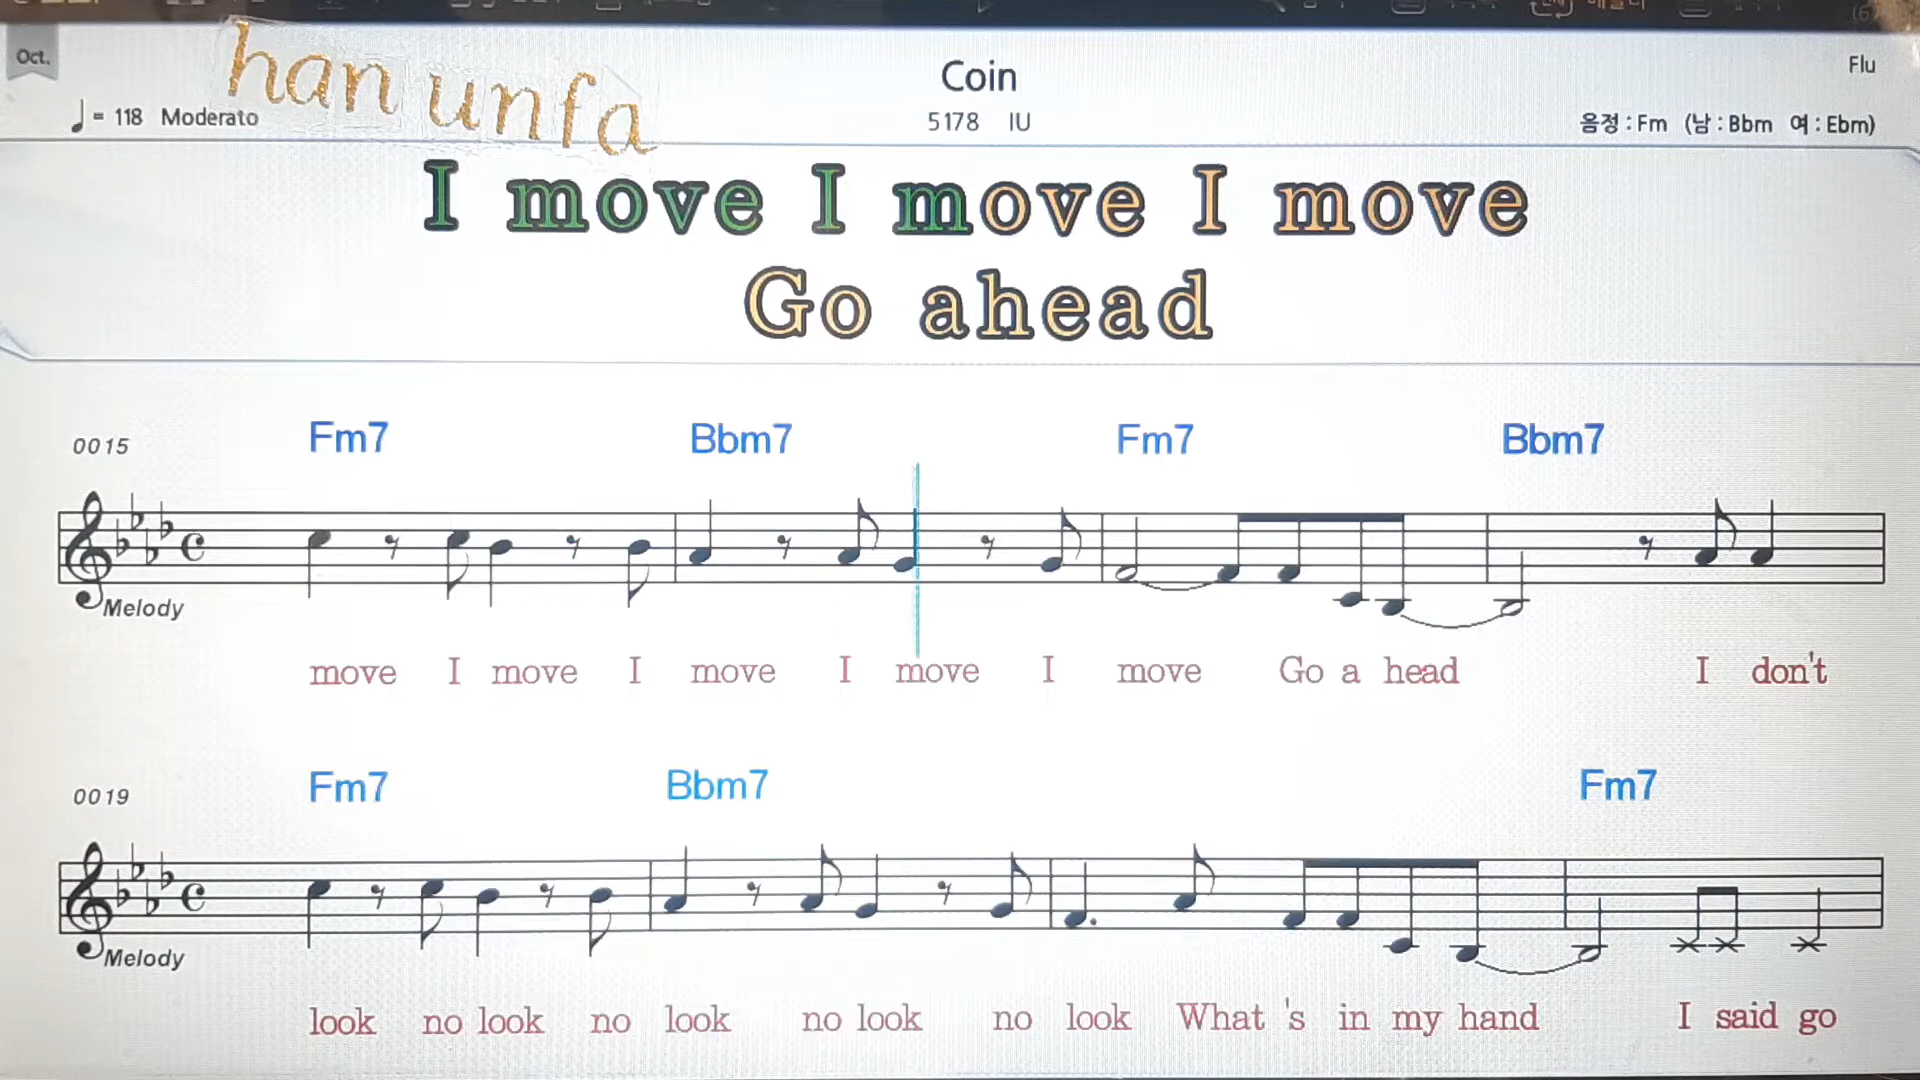 Oct.
han unfa
Coin
Flu
♩= 118 Moderato
5178 IU
음정 : Fm (남 : Bbm 여 : Ebm)
I move I move I move
Go ahead
0015 Fm7 Bbm7 Fm7 Bbm7
Melody
move I move I move I move I move Go a head I don't
0019 Fm7 Bbm7 Fm7
Melody
look no look no look no look no look What 's in my hand I said go